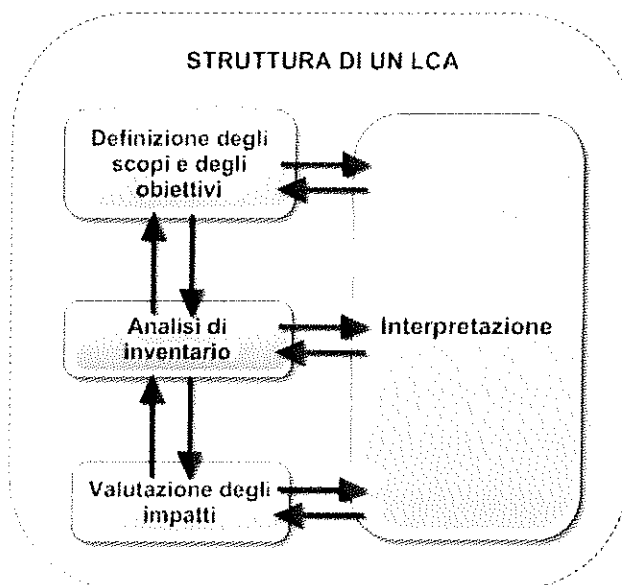 STRUTTURA DI UN LCA
Definizione degli
scopi e degli
obiettivi
Analisi di
inventario
Interpretazione
Valutazione degli
impatti